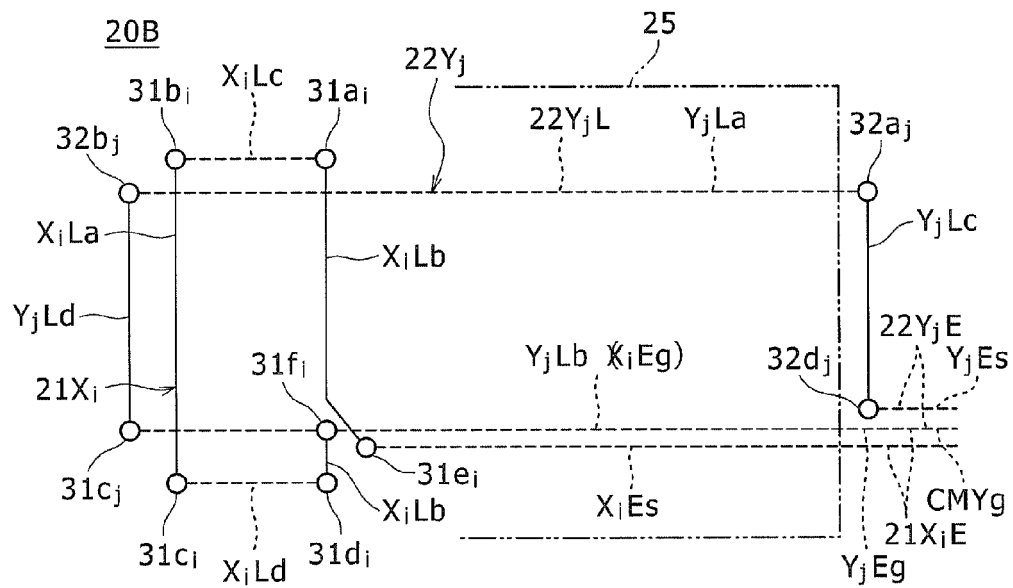 20B
25
XiLc
22Yj
31bi
31ai
22YjL
YjLa
32aj
32bj
XiLa
XiLb
YjLc
YjLd
22YjE
YjLb (XiEg)
32dj
YjEs
31fi
21Xi
31cj
31ei
XiLb
XiEs
CMYg
31ci
XiLd
31di
21XiE
YjEg